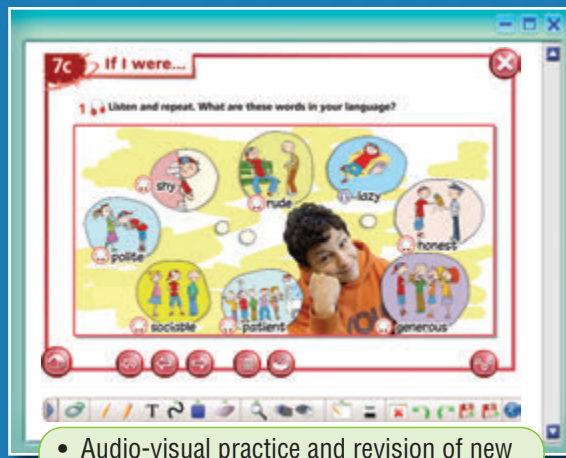 7c If I were...
1 Listen and repeat. What are these words in your language?
shy
rude
lazy
polite
honest
sociable
patient
generous
YOU
T
• Audio-visual practice and revision of new